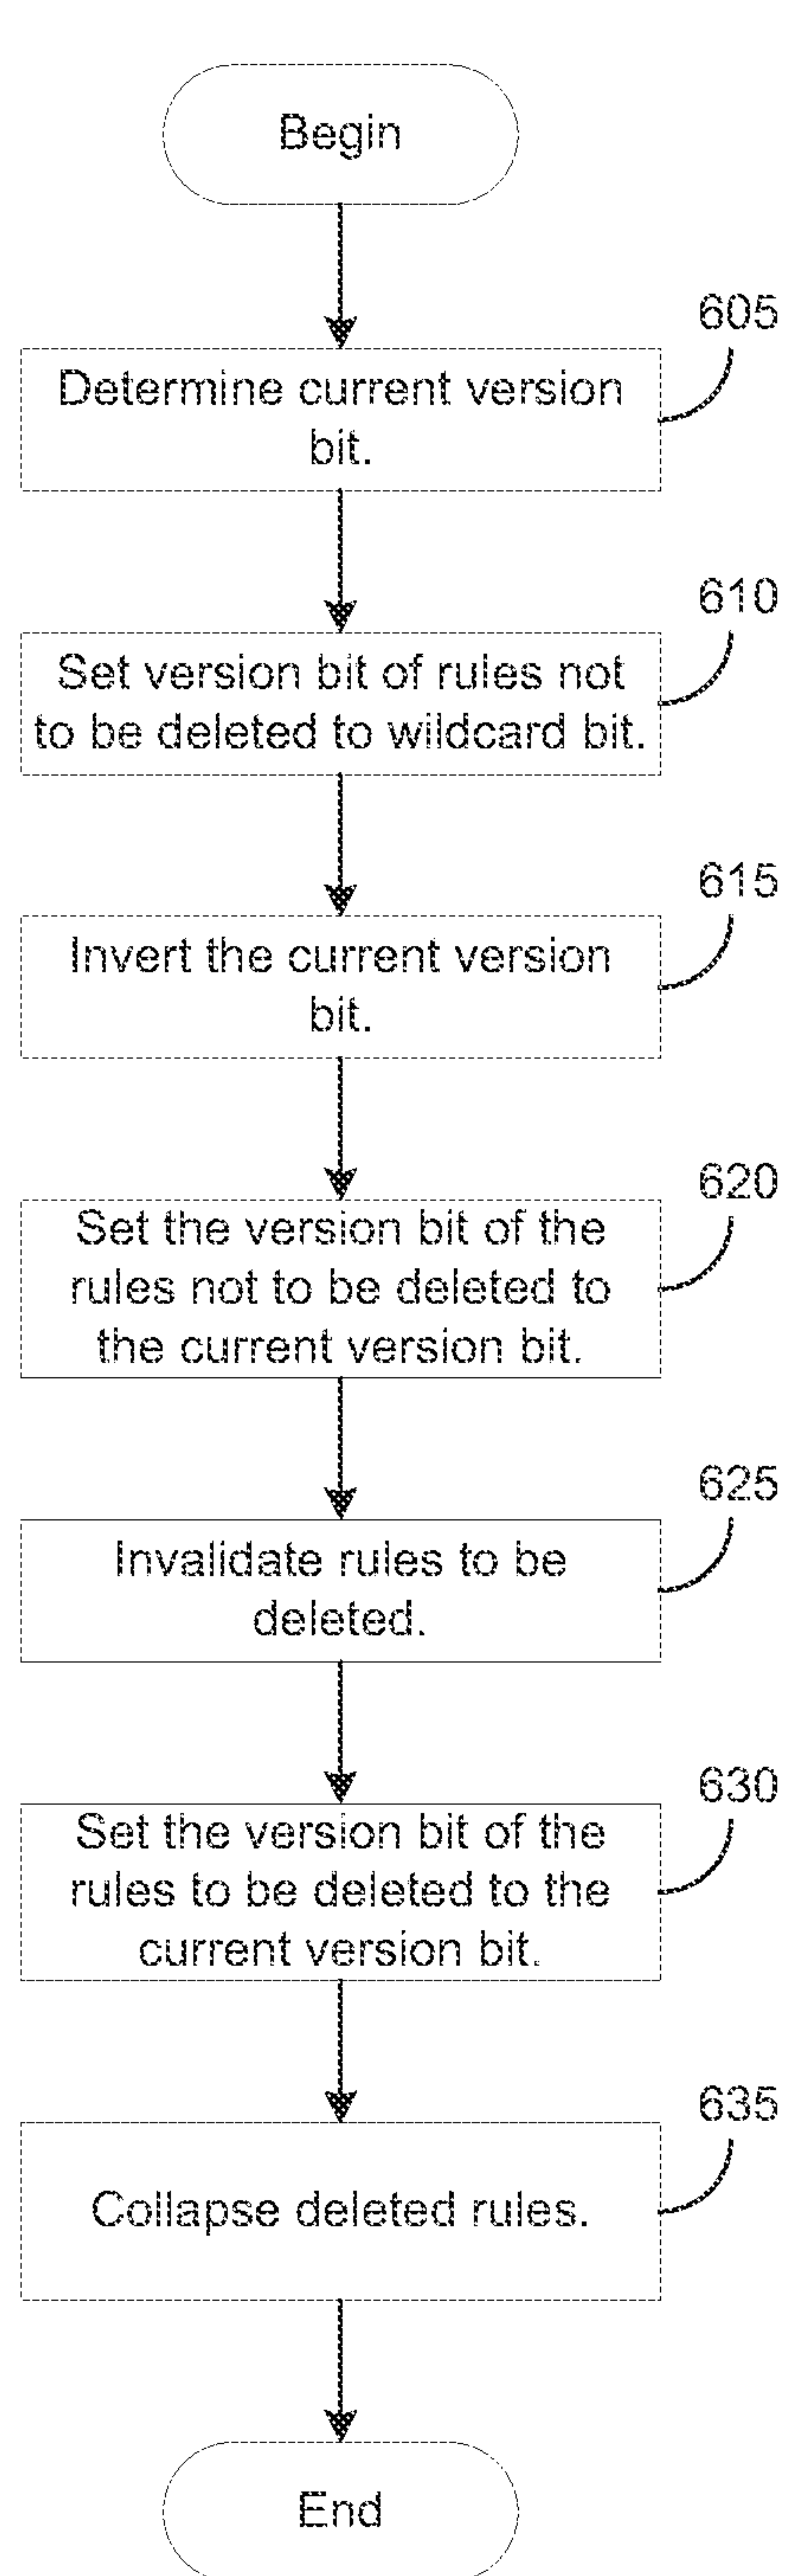 Begin
605
Determine current version
bit.
610
Set version bit of rules not
to be deleted to wildcard bit.
615
Invert the current version
bit.
620
Set the version bit of the
rules not to be deleted to
the current version bit.
625
Invalidate rules to be
deleted.
630
Set the version bit of the
rules to be deleted to the
current version bit.
635
Collapse deleted rules.
End